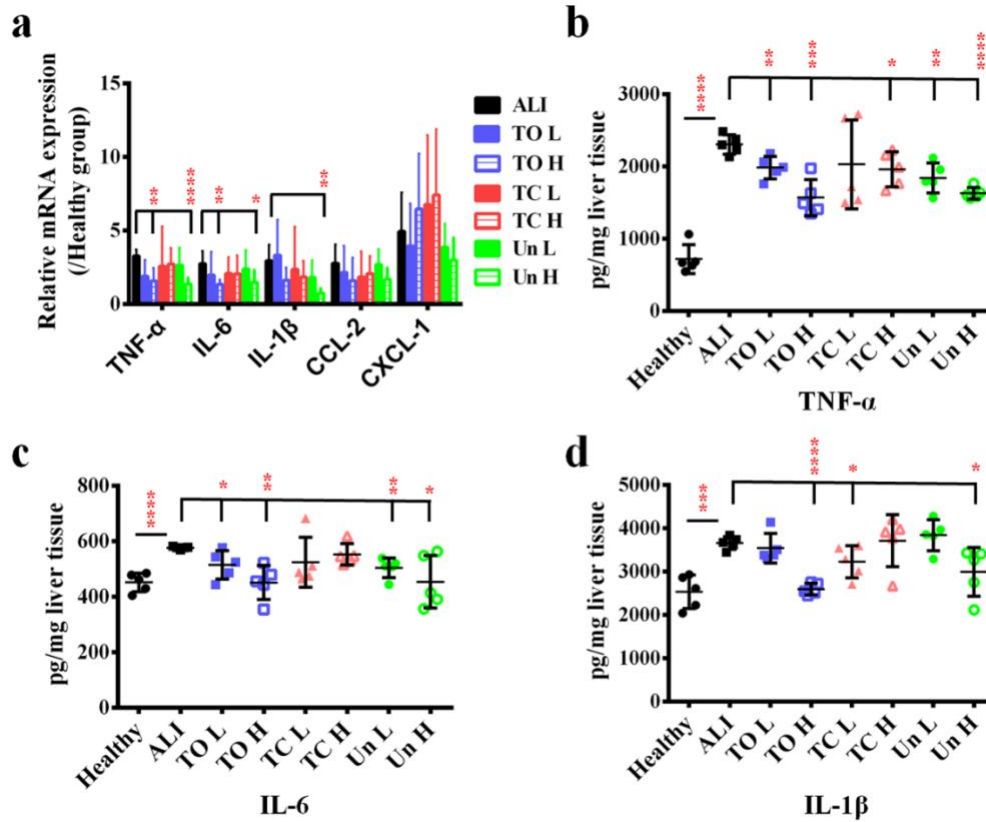 a
Relative mRNA expression
(/Healthy group)
15
10
5
0
** **** ** * **
TNF-α IL-6 IL-1β CCL-2 CXCL-1
ALI
TO L
TO H
TC L
TC H
Un L
Un H
b
pg/mg liver tissue
3000
2000
1000
0
**** ** *** * ** ****
Healthy ALI TO L TO H TC L TC H Un L Un H
TNF-α
c
pg/mg liver tissue
800
600
400
200
0
**** * ** ** *
Healthy ALI TO L TO H TC L TC H Un L Un H
IL-6
d
pg/mg liver tissue
5000
4000
3000
2000
1000
0
*** **** * *
Healthy ALI TO L TO H TC L TC H Un L Un H
IL-1β